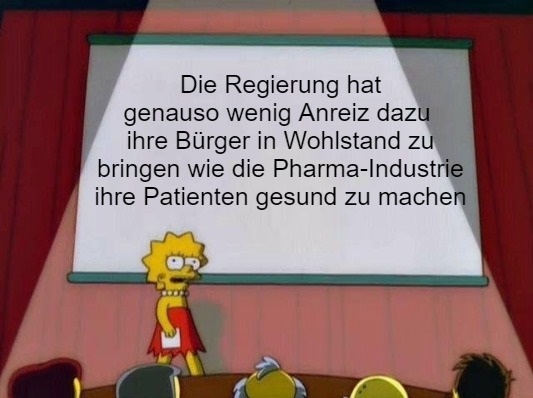 Die Regierung hat
genauso wenig Anreiz dazu
ihre Bürger in Wohlstand zu
bringen wie die Pharma-Industrie
ihre Patienten gesund zu machen